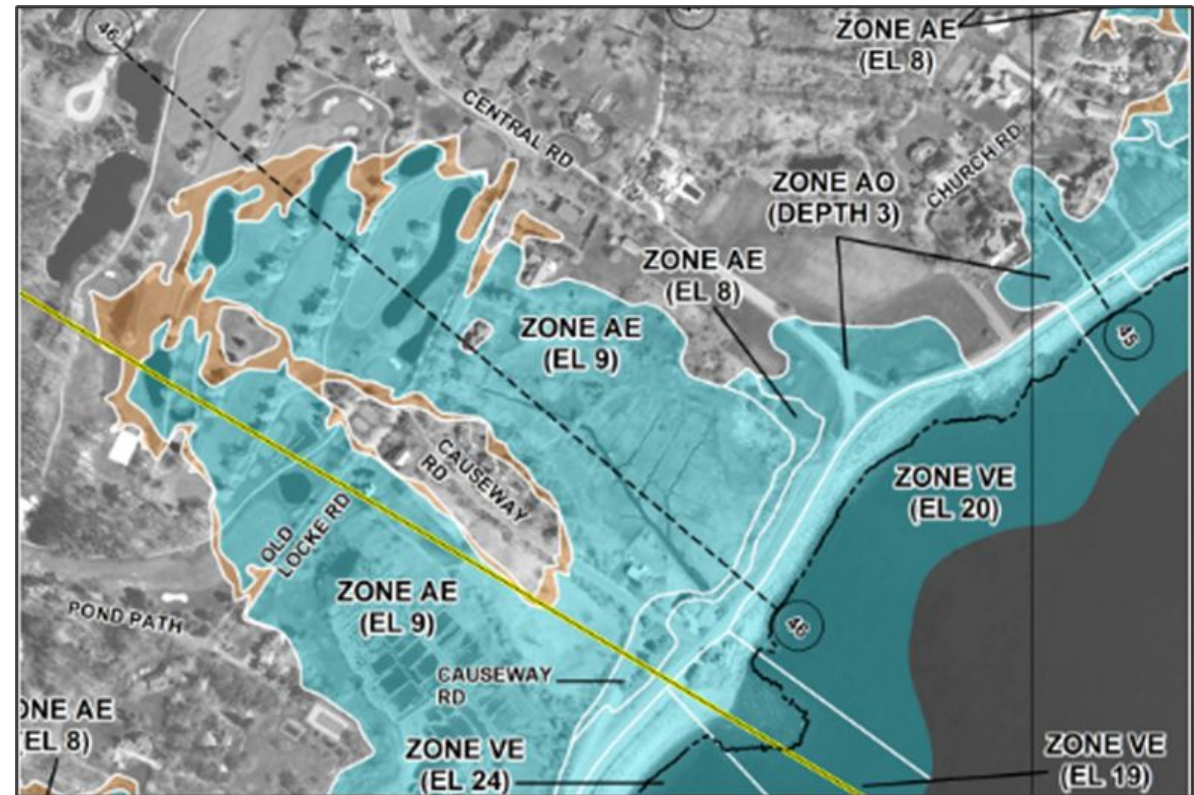 46
ZONE AE
(EL 8)
CENTRAL RD
CHURCH RD
ZONE AO
(DEPTH 3)
ZONE AE
(EL 8)
ZONE AE
(EL 9)
45
CAUSEWAY
RD
ZONE VE
(EL 20)
OLD
LOCKE RD
ZONE AE
(EL 9)
POND PATH
46
CAUSEWAY
RD
AE
EL 8)
ZONE VE
(EL 24)
ZONE VE
(EL 19)